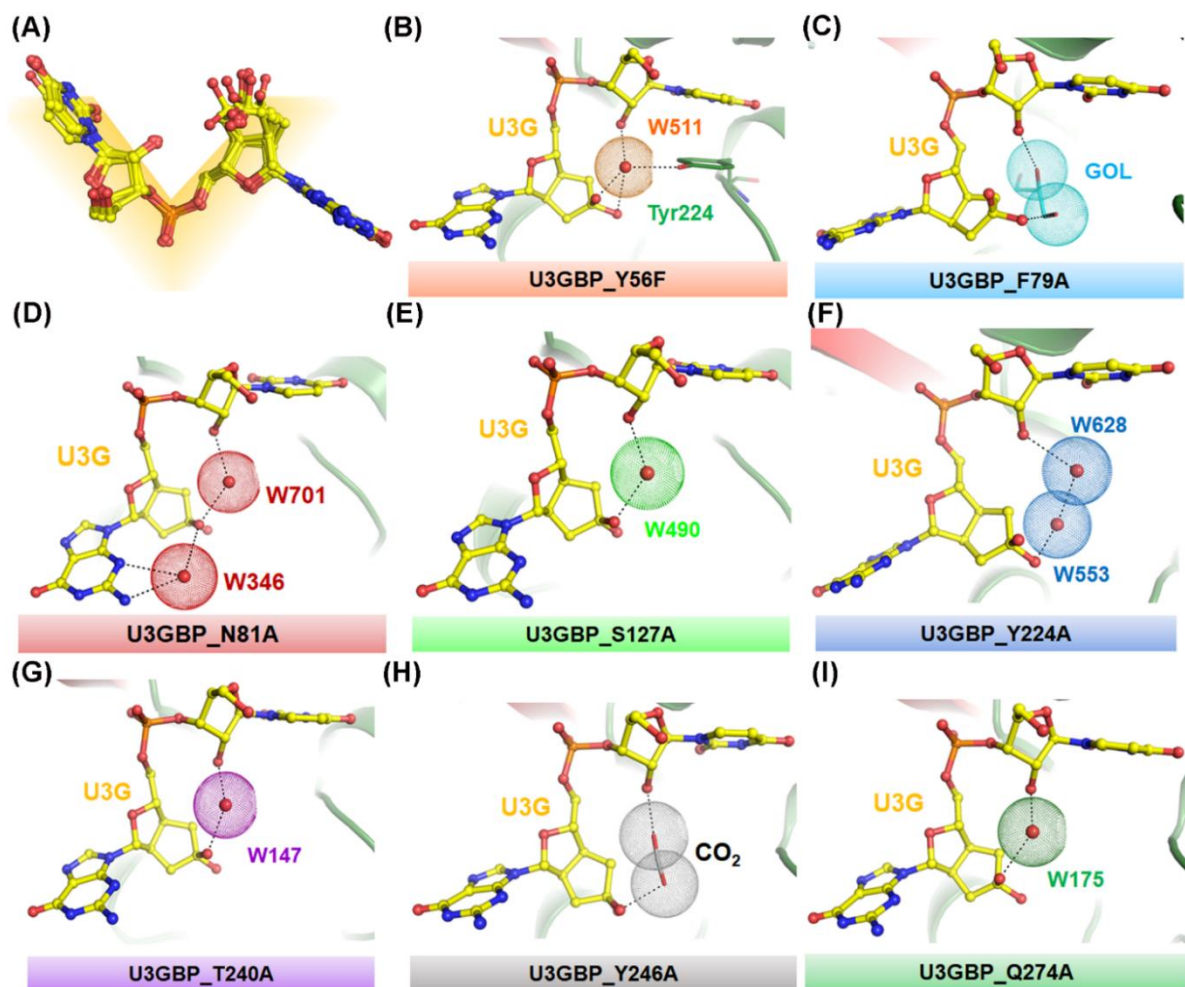 (A)
(B)
U3G
W511
Tyr224
U3GBP_Y56F
(C)
U3G
GOL
U3GBP_F79A
(D)
U3G
W701
W346
U3GBP_N81A
(E)
U3G
W490
U3GBP_S127A
(F)
U3G
W628
W553
U3GBP_Y224A
(G)
U3G
W147
U3GBP_T240A
(H)
U3G
CO₂
U3GBP_Y246A
(I)
U3G
W175
U3GBP_Q274A